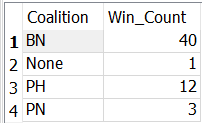 Coalition Win_Count
1 BN 40
2 None 1
3 PH 12
4 PN 3